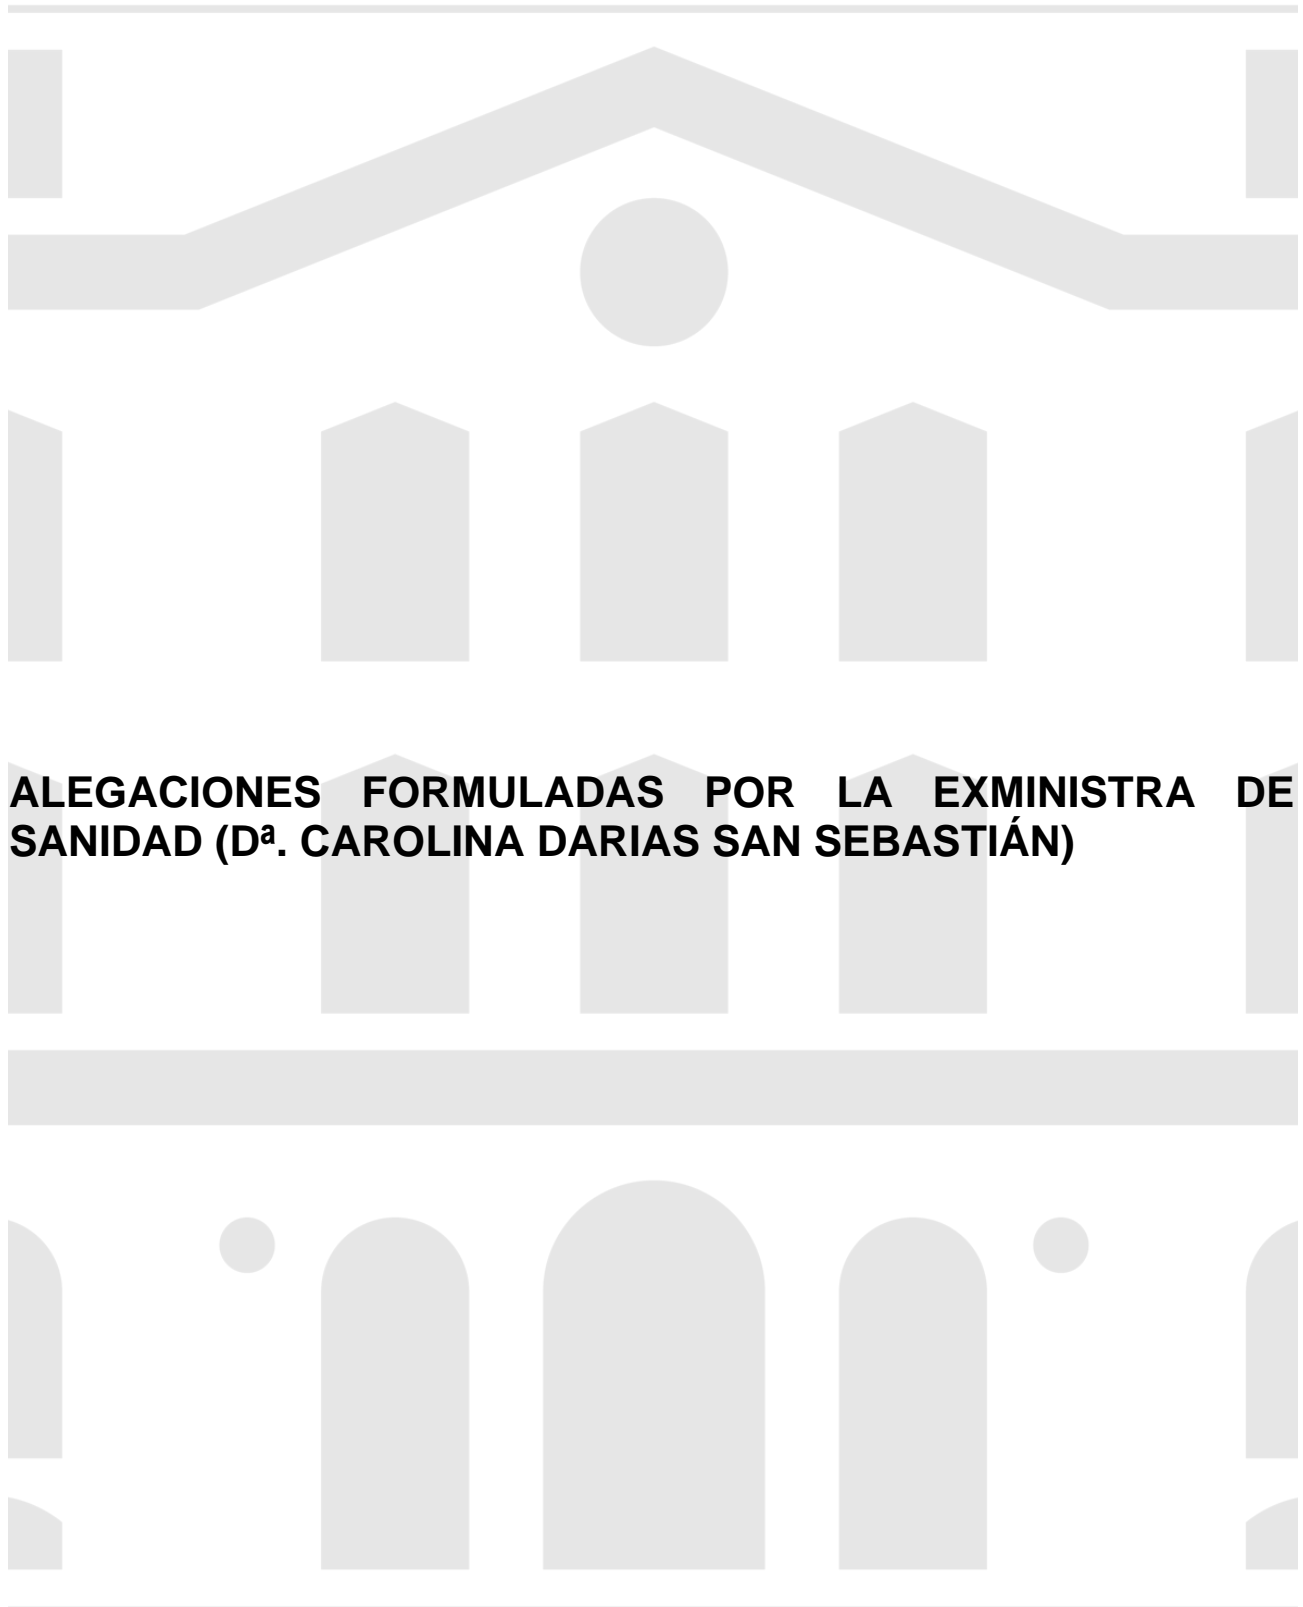 ALEGACIONES FORMULADAS POR LA EXMINISTRA DE
SANIDAD (Dª. CAROLINA DARIAS SAN SEBASTIÁN)